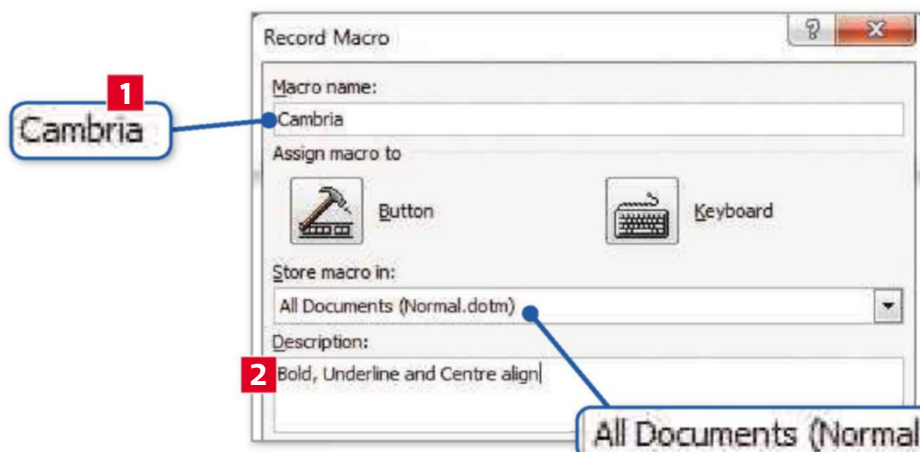 Record Macro
Macro name:
1
Cambria
Cambria
Assign macro to
Button
Keyboard
Store macro in:
All Documents (Normal.dotm)
Description:
2
Bold, Underline and Centre align
All Documents (Normal